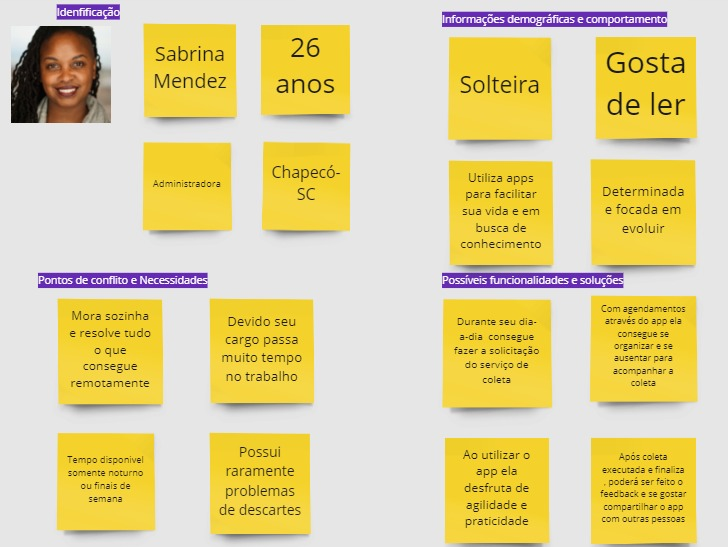 Idenfificação
Sabrina
Mendez
26
anos
Administradora
Chapecó-
SC
Informações demográficas e comportamento
Solteira
Gosta
de ler
Utiliza apps
para facilitar
sua vida e em
busca de
conhecimento
Determinada
e focada em
evoluir
Pontos de conflito e Necessidades
Mora sozinha
e resolve tudo
o que
consegue
remotamente
Devido seu
cargo passa
muito tempo
no trabalho
Tempo disponivel
somente noturno
ou finais de
semana
Possui
raramente
problemas
de descartes
Possíveis funcionalidades e soluções
Durante seu dia-
a-dia consegue
fazer a solicitação
do serviço de
coleta
Com agendamentos
através do app ela
consegue se
organizar e se
ausentar para
acompanhar a
coleta
Ao utilizar o
app ela
desfruta de
agilidade e
praticidade
Após coleta
executada e finaliza
, poderá ser feito o
feedback e se gostar
compartilhar o app
com outras pessoas